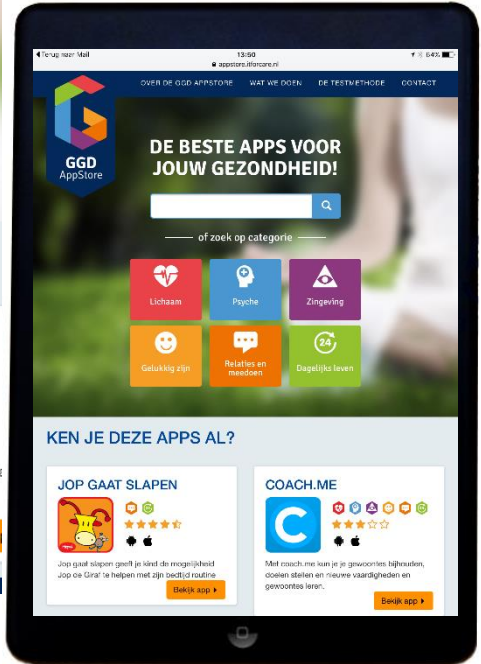 Terug naar Mail
13:50
64%
appstore.itforcare.nl
OVER DE GGD APPSTORE WAT WE DOEN DE TESTMETHODE CONTACT
GGD
AppStore
DE BESTE APPS VOOR
JOUW GEZONDHEID!
of zoek op categorie
Lichaam
Psyche
Zingeving
Gelukkig zijn
Relaties en
meedoen
24
Dagelijks leven
KEN JE DEZE APPS AL?
JOP GAAT SLAPEN
Jop gaat slapen geeft je kind de mogelijkheid
Jop de Giraf te helpen met zijn bedtijd routine
Bekijk app
COACH.ME
Met coach.me kun je je gewoontes bijhouden,
doelen stellen en nieuwe vaardigheden en
gewoontes leren.
Bekijk app